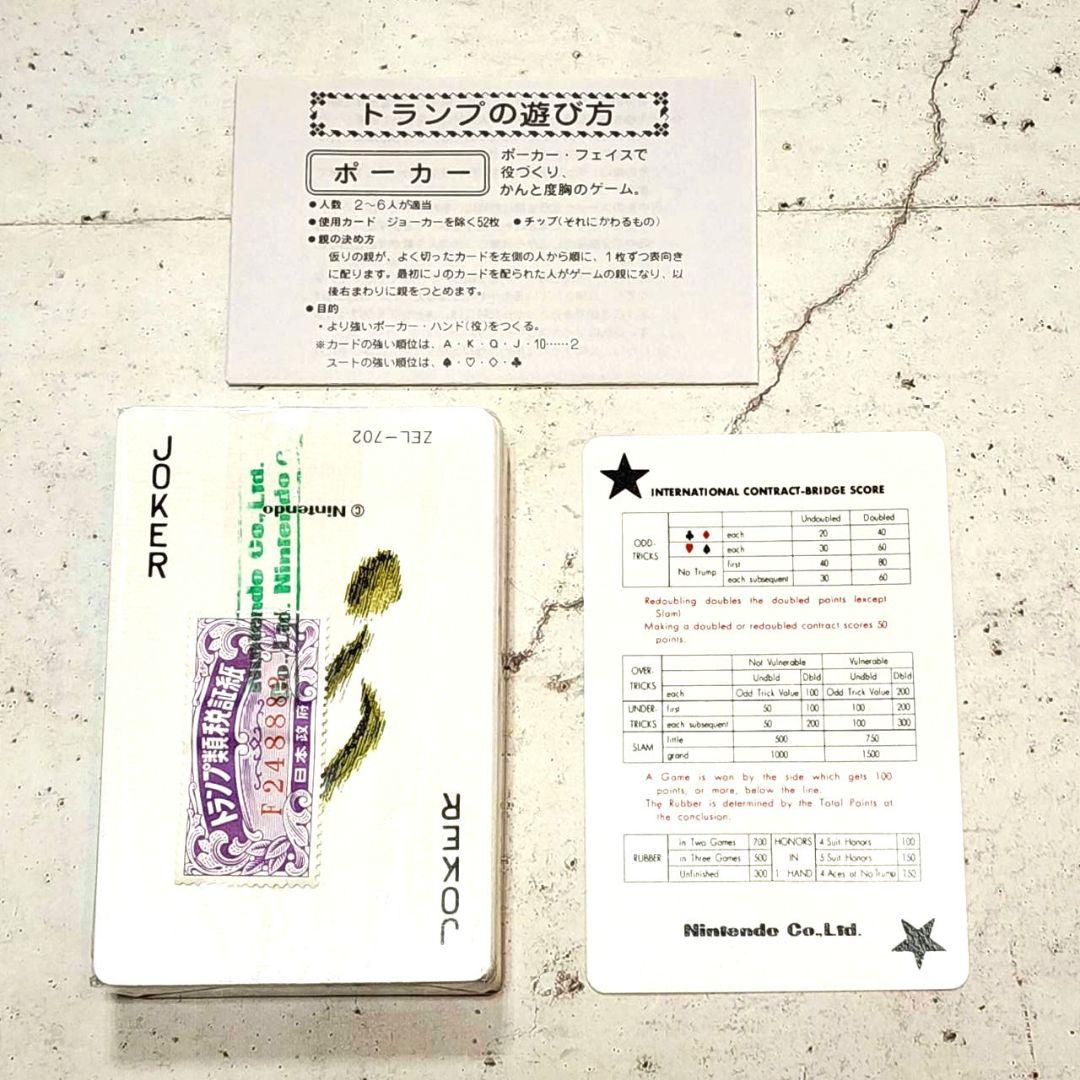 トランプの遊び方
ポーカー
ポーカー・フェイスで
役づくり、
かんと度胸のゲーム。
●人数 2~6人が適当
●使用カード ジョーカーを除く52枚 ●チップ(それにかわるもの)
●親の決め方
仮りの親が、よく切ったカードを左側の人から順に、1枚ずつ表向き
に配ります。最初にJのカードを配られた人がゲームの親になり、以
後右まわりに親をつとめます。
●目的
・より強いポーカー・ハンド(役)をつくる。
※カードの強い順位は、A・K・Q・J・10……2
スートの強い順位は、♠・♡・◇・♣
JOKER
ZEL-702
© Nintendo
Nintendo Co., Ltd.
トランプ類税証紙
F248882
日本政府
JOKER
INTERNATIONAL CONTRACT-BRIDGE SCORE
Undoubled Doubled
ODD-TRICKS ♣ ♦ each 20 40
♥ ♠ each 30 60
No Trump first 40 80
each subsequent 30 60
Redoubling doubles the doubled points (except
Slam)
Making a doubled or redoubled contract scores 50
points.
Not Vulnerable Vulnerable
Undbld Dbld Undbld Dbld
OVER-TRICKS each Odd Trick Value 100 Odd Trick Value 200
UNDER-TRICKS first 50 100 100 200
each subsequent 50 200 100 300
SLAM little 500 750
grand 1000 1500
A Game is won by the side which gets 100
points, or more, below the line.
The Rubber is determined by the Total Points at
the conclusion.
RUBBER in Two Games 700 HONORS IN 1 HAND 4 Suit Honors 100
in Three Games 500 5 Suit Honors 150
Unfinished 300 4 Aces at No Trump 150
Nintendo Co.,Ltd.